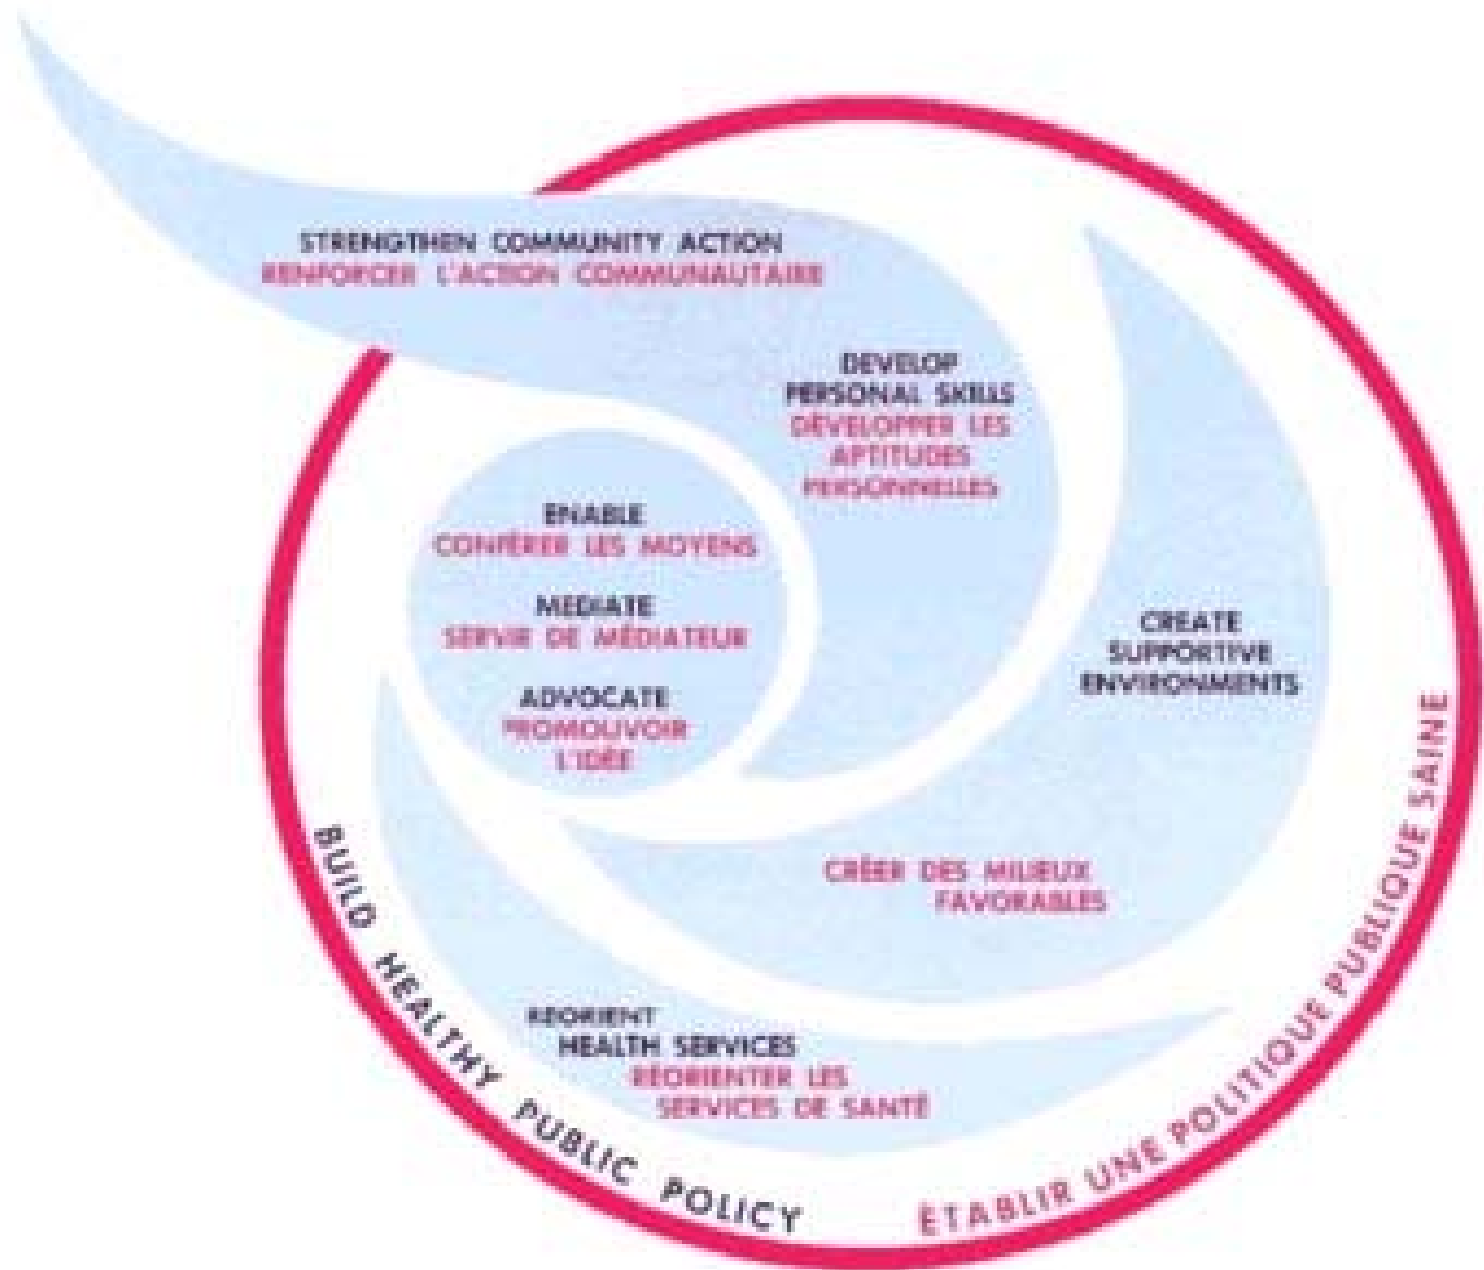 STRENGTHEN COMMUNITY ACTION
RENFORCER L'ACTION COMMUNAUTAIRE
DEVELOP
PERSONAL SKILLS
DÉVELOPPER LES
APTITUDES
PERSONNELLES
ENABLE
CONFÉRER LES MOYENS
MEDIATE
SERVIR DE MÉDIATEUR
ADVOCATE
PROMOUVOIR
L'IDÉE
CREATE
SUPPORTIVE
ENVIRONMENTS
CRÉER DES MILIEUX
FAVORABLES
REORIENT
HEALTH SERVICES
RÉORIENTER LES
SERVICES DE SANTÉ
BUILD HEALTHY PUBLIC POLICY
ÉTABLIR UNE POLITIQUE PUBLIQUE SAINE